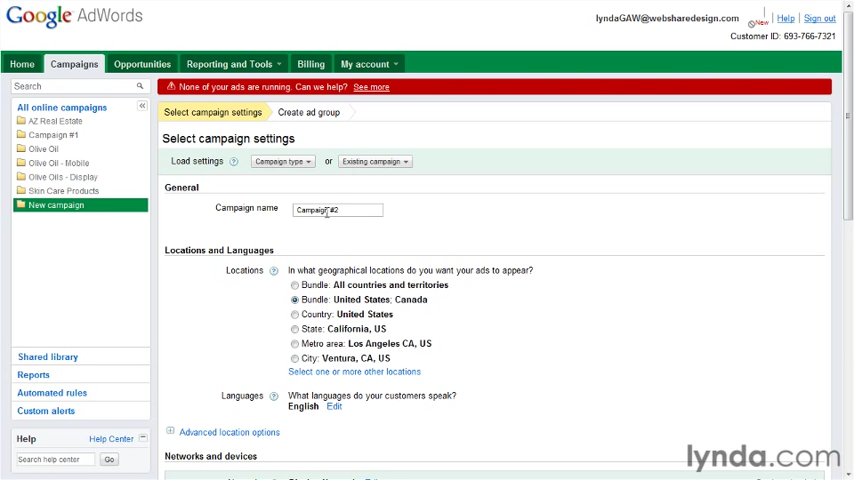 Google AdWords
lyndaGAW@websharedesign.com New Help Sign out
Customer ID: 693-766-7321
Home Campaigns Opportunities Reporting and Tools Billing My account
Search
None of your ads are running. Can we help? See more
All online campaigns
AZ Real Estate
Campaign #1
Olive Oil
Olive Oil - Mobile
Olive Oils - Display
Skin Care Products
New campaign
Shared library
Reports
Automated rules
Custom alerts
Help Help Center
Search help center Go
Select campaign settings Create ad group
Select campaign settings
Load settings ? Campaign type or Existing campaign
General
Campaign name Campaign #2
Locations and Languages
Locations ? In what geographical locations do you want your ads to appear?
Bundle: All countries and territories
Bundle: United States; Canada
Country: United States
State: California, US
Metro area: Los Angeles CA, US
City: Ventura, CA, US
Select one or more other locations
Languages ? What languages do your customers speak?
English Edit
Advanced location options
Networks and devices
lynda.com